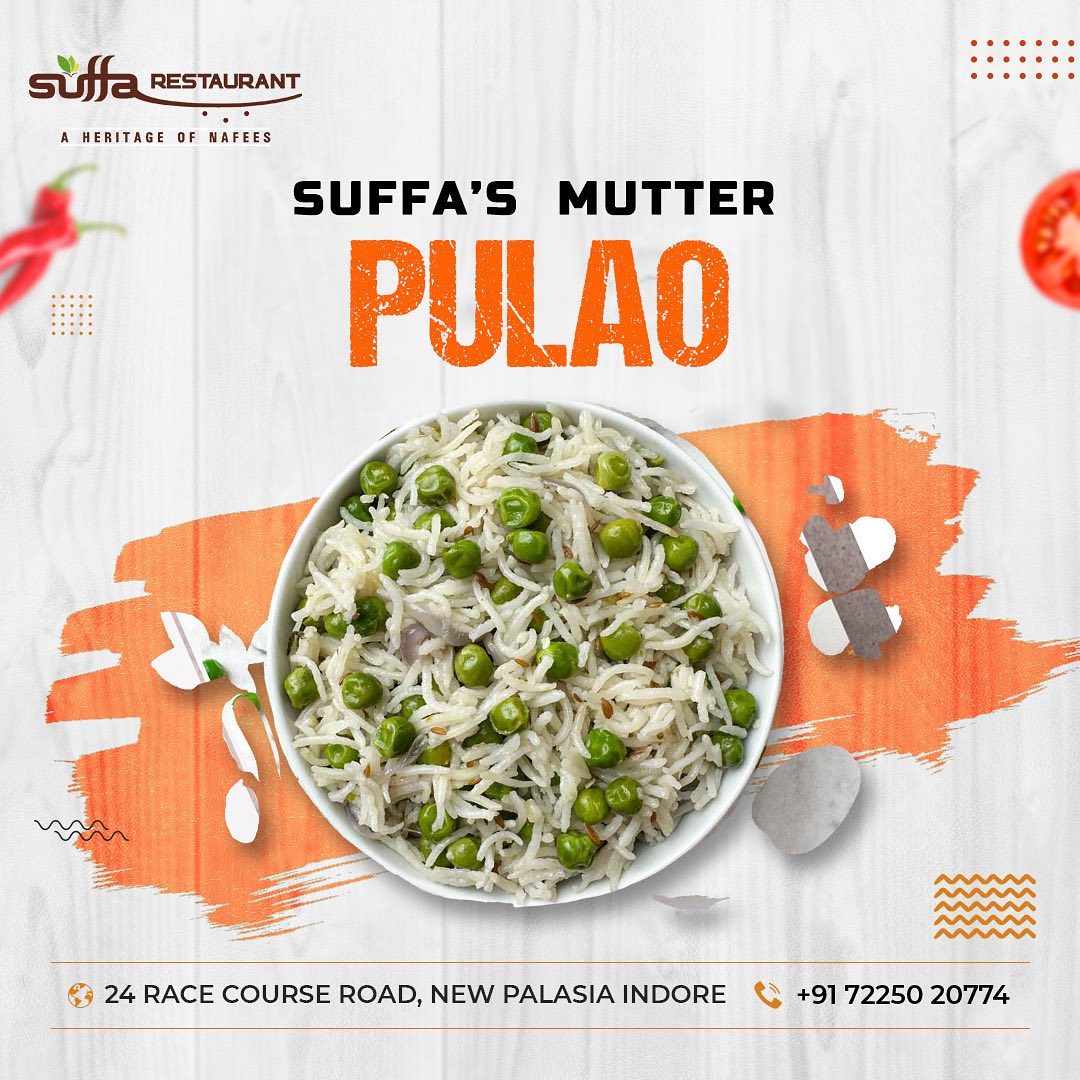 Suffa RESTAURANT
A HERITAGE OF NAFEES
SUFFA'S MUTTER
PULAO
24 RACE COURSE ROAD, NEW PALASIA INDORE
+91 72250 20774